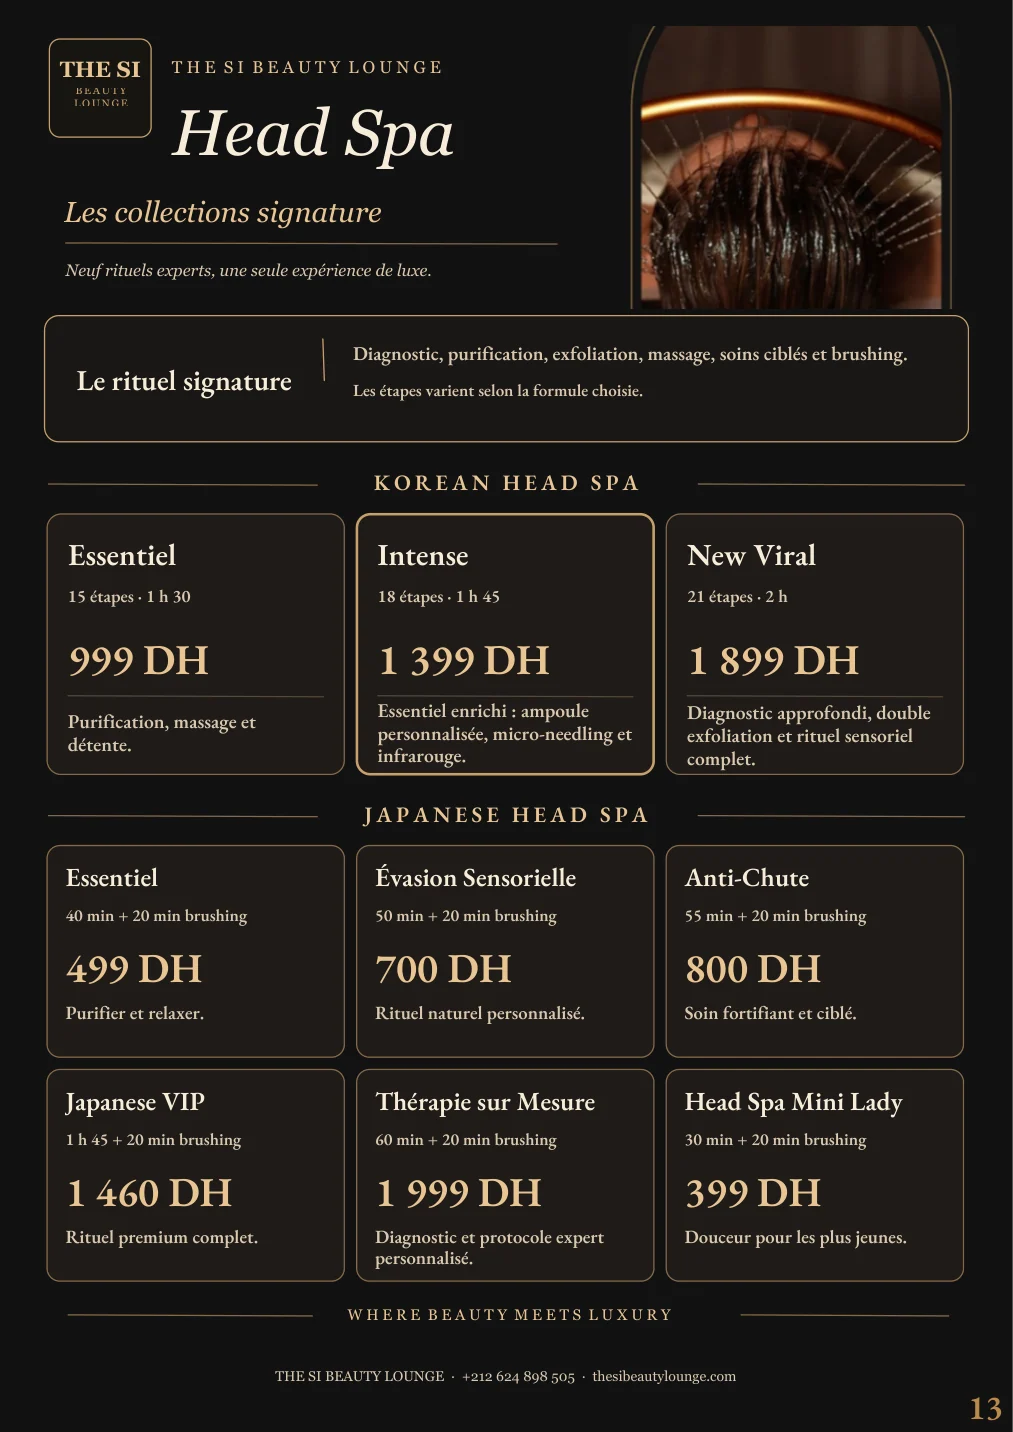 THE SI
BEAUTY
LOUNGE
THE SI BEAUTY LOUNGE
Head Spa
Les collections signature
Neuf rituels experts, une seule expérience de luxe.
Le rituel signature
Diagnostic, purification, exfoliation, massage, soins ciblés et brushing.
Les étapes varient selon la formule choisie.
KOREAN HEAD SPA
Essentiel
15 étapes · 1 h 30
999 DH
Purification, massage et
détente.
Intense
18 étapes · 1 h 45
1 399 DH
Essentiel enrichi : ampoule
personnalisée, micro-needling et
infrarouge.
New Viral
21 étapes · 2 h
1 899 DH
Diagnostic approfondi, double
exfoliation et rituel sensoriel
complet.
JAPANESE HEAD SPA
Essentiel
40 min + 20 min brushing
499 DH
Purifier et relaxer.
Évasion Sensorielle
50 min + 20 min brushing
700 DH
Rituel naturel personnalisé.
Anti-Chute
55 min + 20 min brushing
800 DH
Soin fortifiant et ciblé.
Japanese VIP
1 h 45 + 20 min brushing
1 460 DH
Rituel premium complet.
Thérapie sur Mesure
60 min + 20 min brushing
1 999 DH
Diagnostic et protocole expert
personnalisé.
Head Spa Mini Lady
30 min + 20 min brushing
399 DH
Douceur pour les plus jeunes.
WHERE BEAUTY MEETS LUXURY
THE SI BEAUTY LOUNGE · +212 624 898 505 · thesibeautylounge.com
13